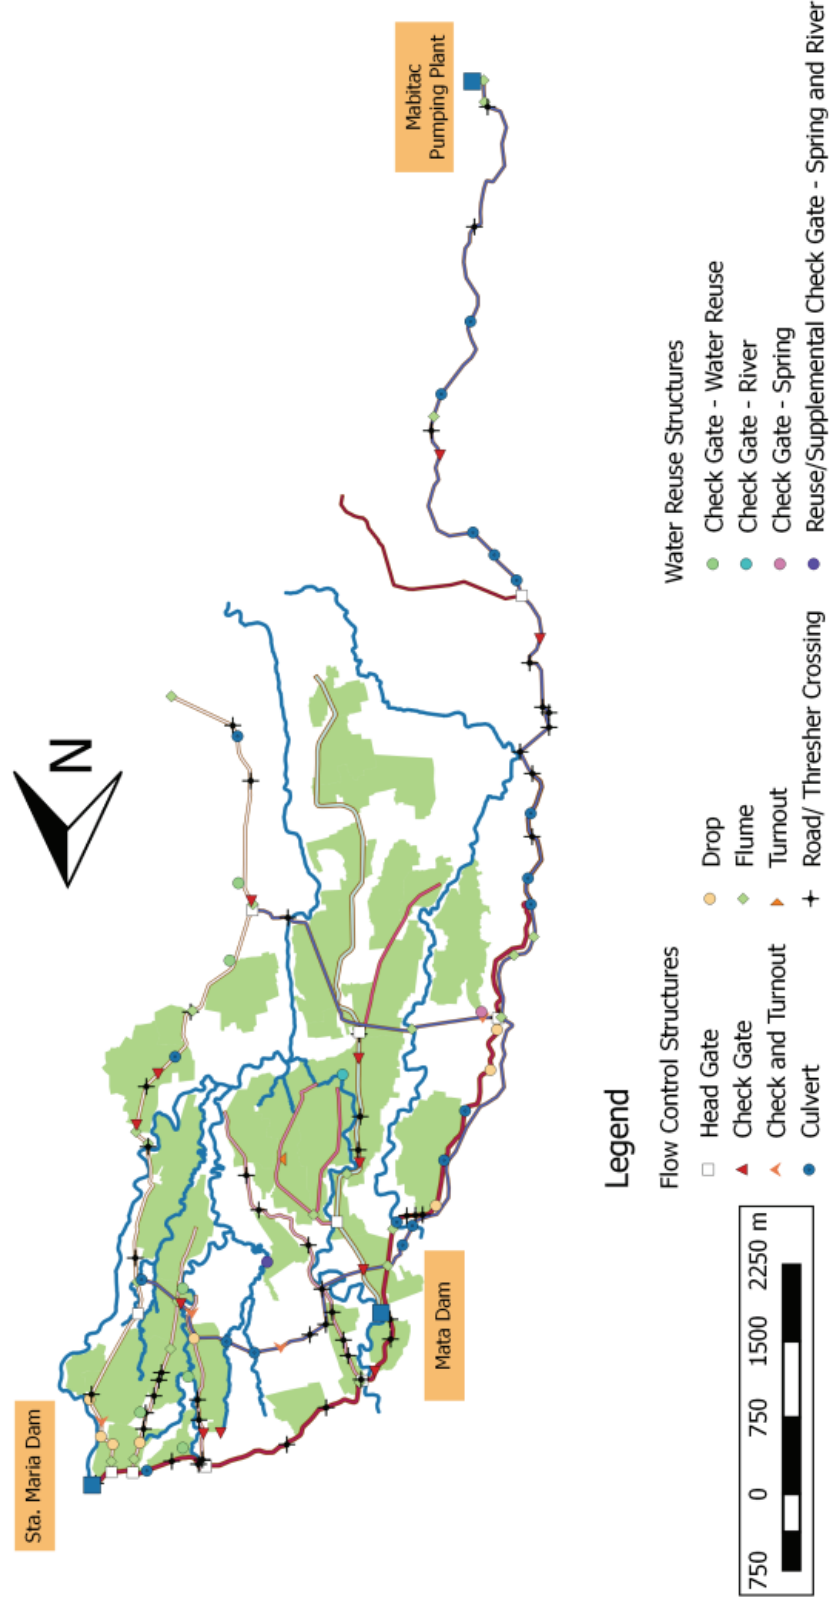 Sta. Maria Dam
Mata Dam
Mabitac
Pumping Plant
N
750 0 750 1500 2250 m
Legend
Flow Control Structures
Head Gate
Check Gate
Check and Turnout
Culvert
Drop
Flume
Turnout
Road/ Thresher Crossing
Water Reuse Structures
Check Gate - Water Reuse
Check Gate - River
Check Gate - Spring
Reuse/Supplemental Check Gate - Spring and River